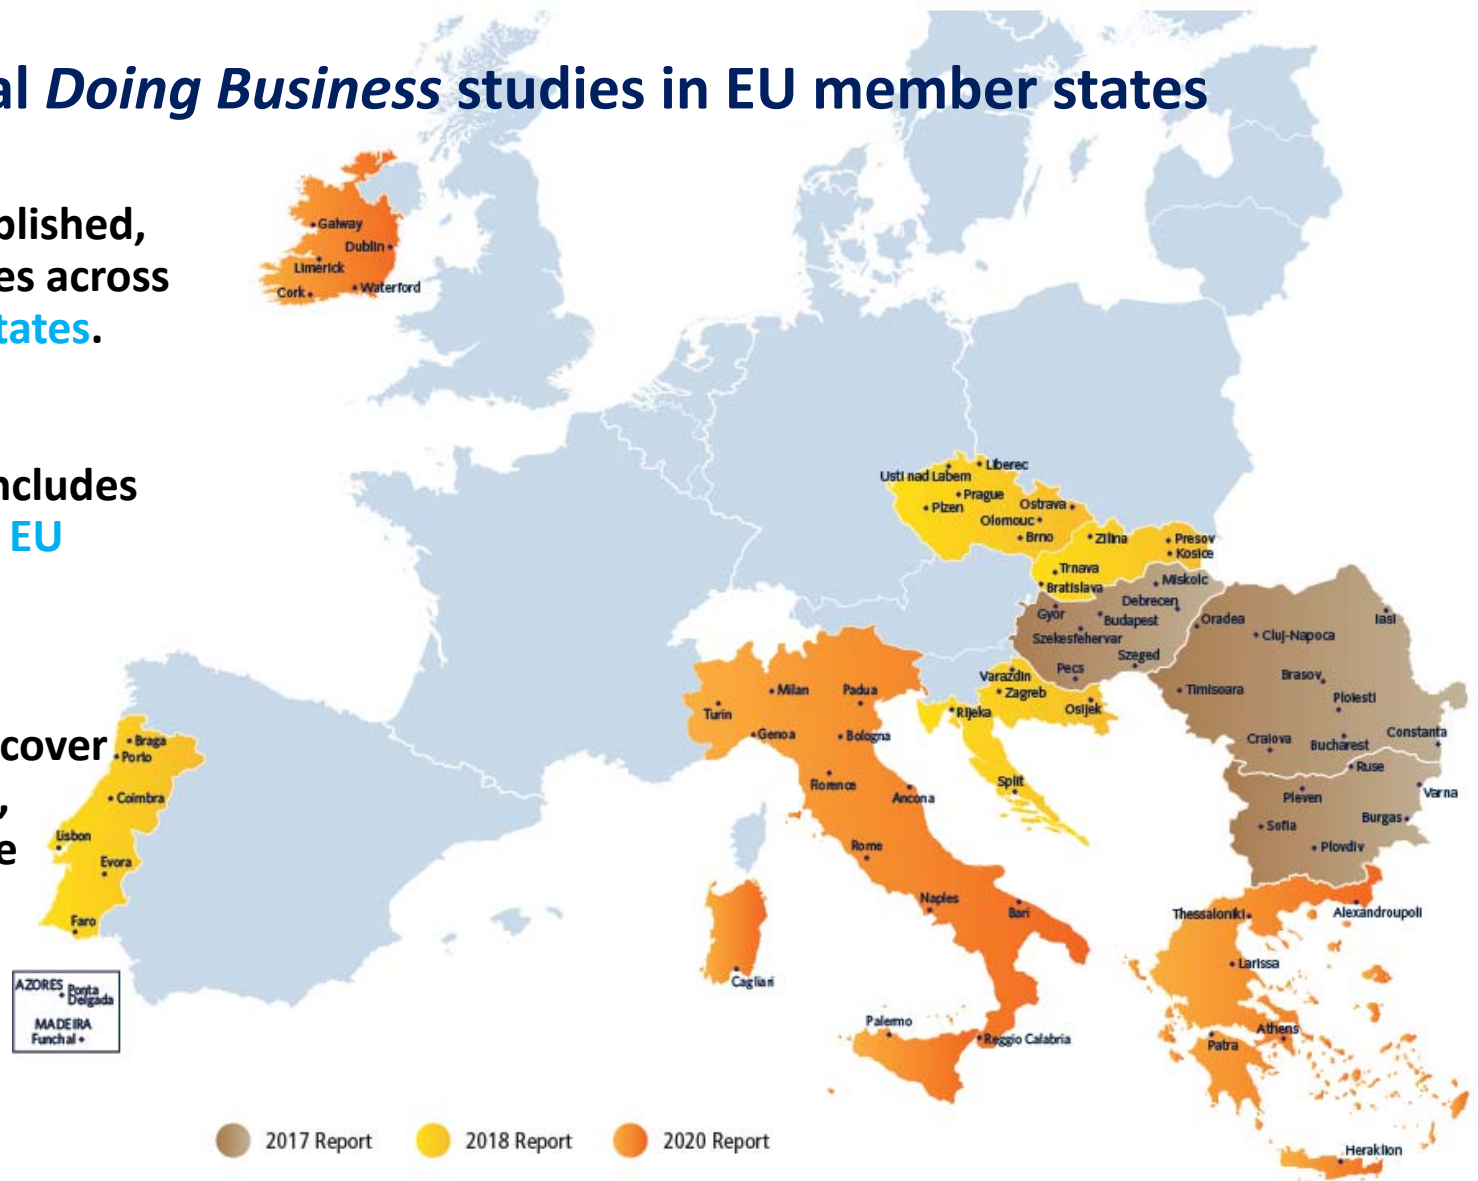 al Doing Business studies in EU member states
blished,
es across
tates.
ncludes
EU
cover
,
e
Galway
Dublin
Limerick
Waterford
Cork
Liberec
Usti nad Labem
Prague
Ostrava
Plzen
Olomouc
Brno
Zilina
Presov
Kosice
Trnava
Bratislava
Miskolc
Debrecen
Gyor
Budapest
Szekesfehervar
Szeged
Pecs
Oradea
Iasi
Cluj-Napoca
Brasov
Timisoara
Ploiesti
Craiova
Bucharest
Constanta
Varazdin
Zagreb
Rijeka
Osijek
Split
Milan
Padua
Turin
Genoa
Bologna
Florence
Ancona
Rome
Naples
Bari
Cagliari
Palermo
Reggio Calabria
Ruse
Pleven
Varna
Sofia
Burgas
Plovdiv
Thessaloniki
Alexandroupoli
Larissa
Athens
Patra
Heraklion
Braga
Porto
Coimbra
Lisbon
Evora
Faro
AZORES
Ponta
Delgada
MADEIRA
Funchal
2017 Report
2018 Report
2020 Report